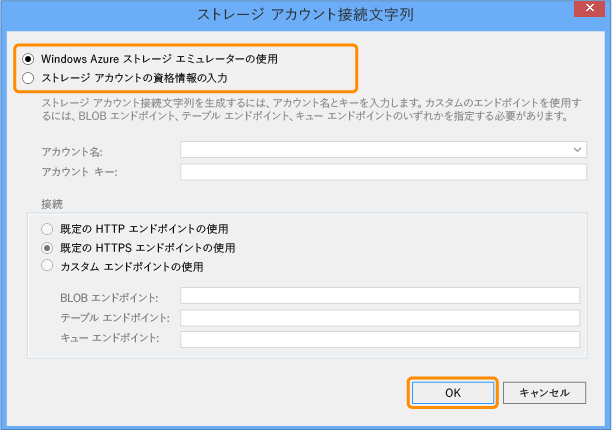 ストレージ アカウント接続文字列
Windows Azure ストレージ エミュレーターの使用
ストレージ アカウントの資格情報の入力
ストレージ アカウント接続文字列を生成するには、アカウント名とキーを入力します。カスタムのエンドポイントを使用す
るには、BLOB エンドポイント、テーブル エンドポイント、キュー エンドポイントのいずれかを指定する必要があります。
アカウント名:
アカウント キー:
接続
既定の HTTP エンドポイントの使用
既定の HTTPS エンドポイントの使用
カスタム エンドポイントの使用
BLOB エンドポイント:
テーブル エンドポイント:
キュー エンドポイント:
OK
キャンセル